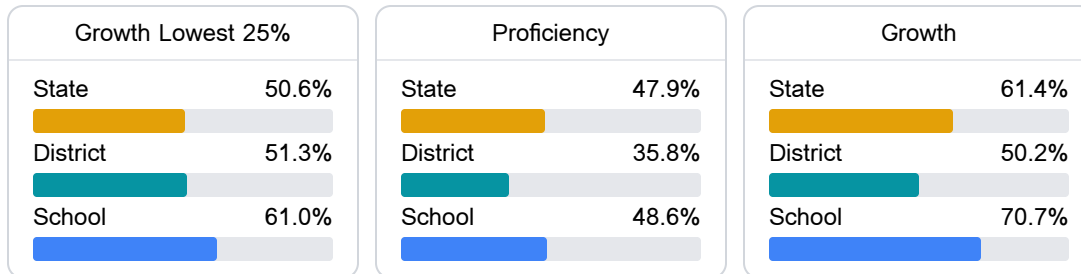 Growth Lowest 25%
State 50.6%
District 51.3%
School 61.0%
Proficiency
State 47.9%
District 35.8%
School 48.6%
Growth
State 61.4%
District 50.2%
School 70.7%